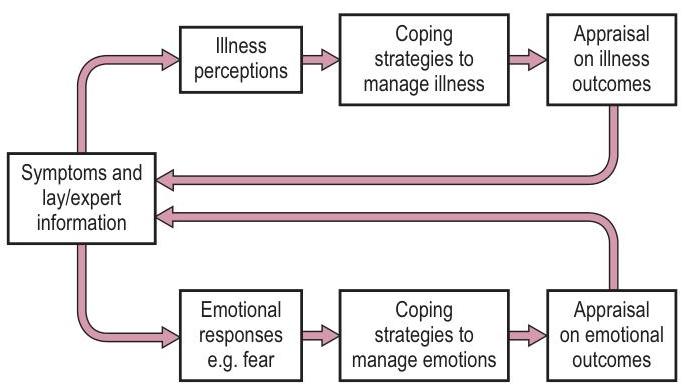 Illness
perceptions
Coping
strategies to
manage illness
Appraisal
on illness
outcomes
Symptoms and
lay/expert
information
Emotional
responses
e.g. fear
Coping
strategies to
manage emotions
Appraisal
on emotional
outcomes